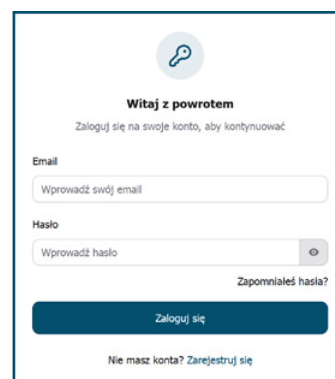 Witaj z powrotem
Zaloguj się na swoje konto, aby kontynuować
Email
Wprowadź swój email
Hasło
Wprowadź hasło
Zapomniałeś hasła?
Zaloguj się
Nie masz konta? Zarejestruj się